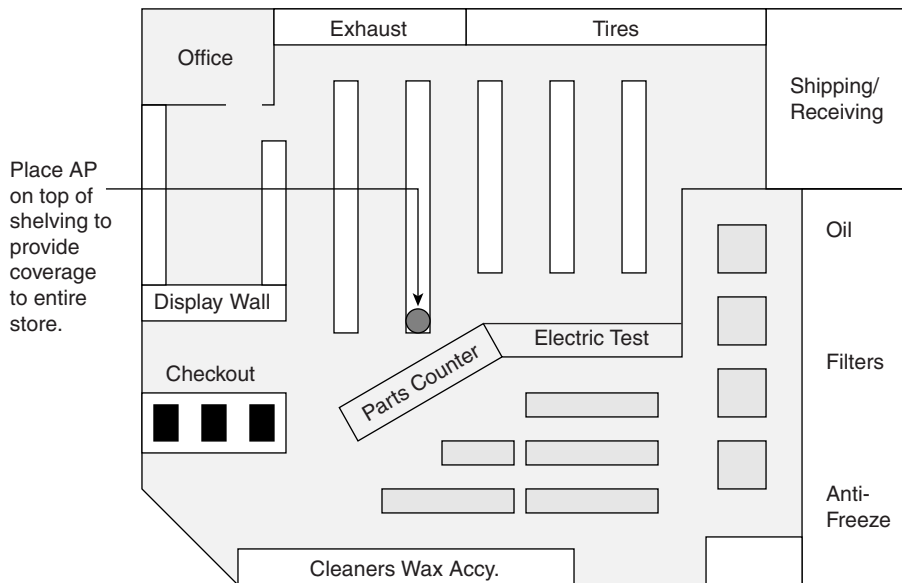 Exhaust
Tires
Office
Shipping/
Receiving
Place AP
on top of
shelving to
provide
coverage
to entire
store.
Oil
Display Wall
Electric Test
Parts Counter
Filters
Checkout
Anti-
Freeze
Cleaners Wax Accy.